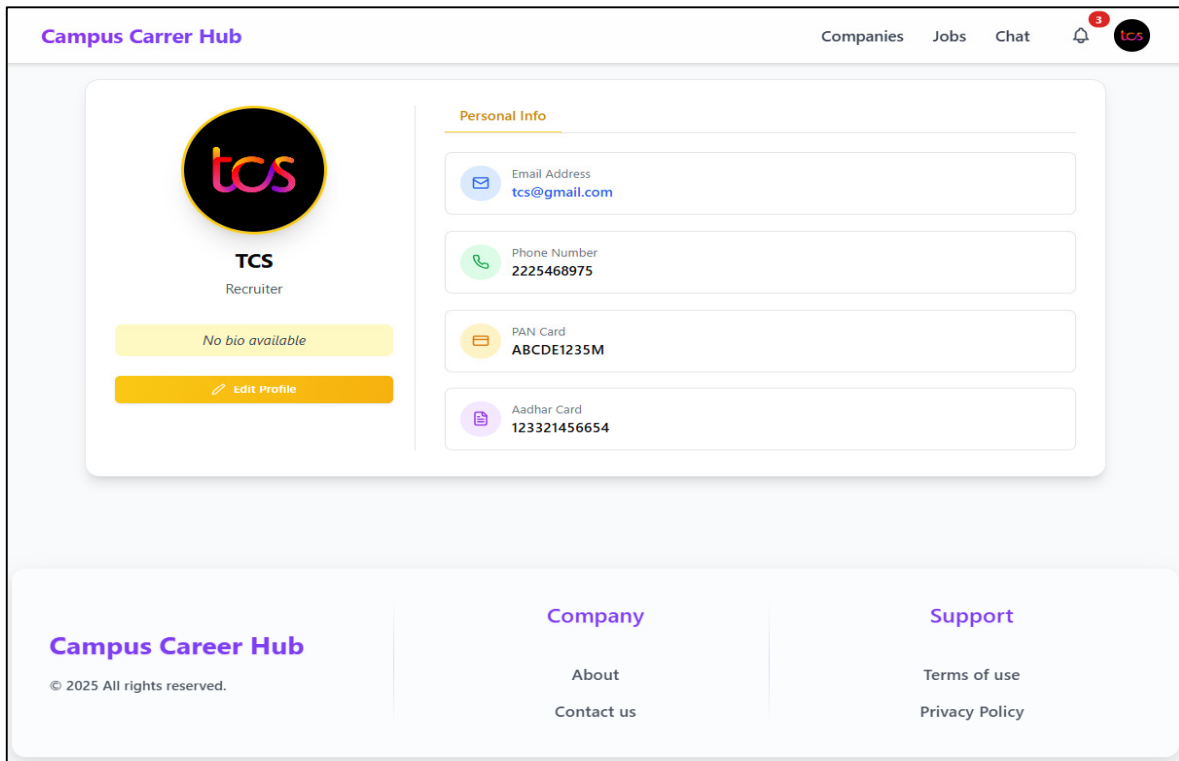 Campus Carrer Hub
Companies Jobs Chat 3 tcs
tcs
TCS
Recruiter
No bio available
Edit Profile
Personal Info
Email Address
tcs@gmail.com
Phone Number
2225468975
PAN Card
ABCDE1235M
Aadhar Card
123321456654
Campus Career Hub
© 2025 All rights reserved.
Company
About
Contact us
Support
Terms of use
Privacy Policy